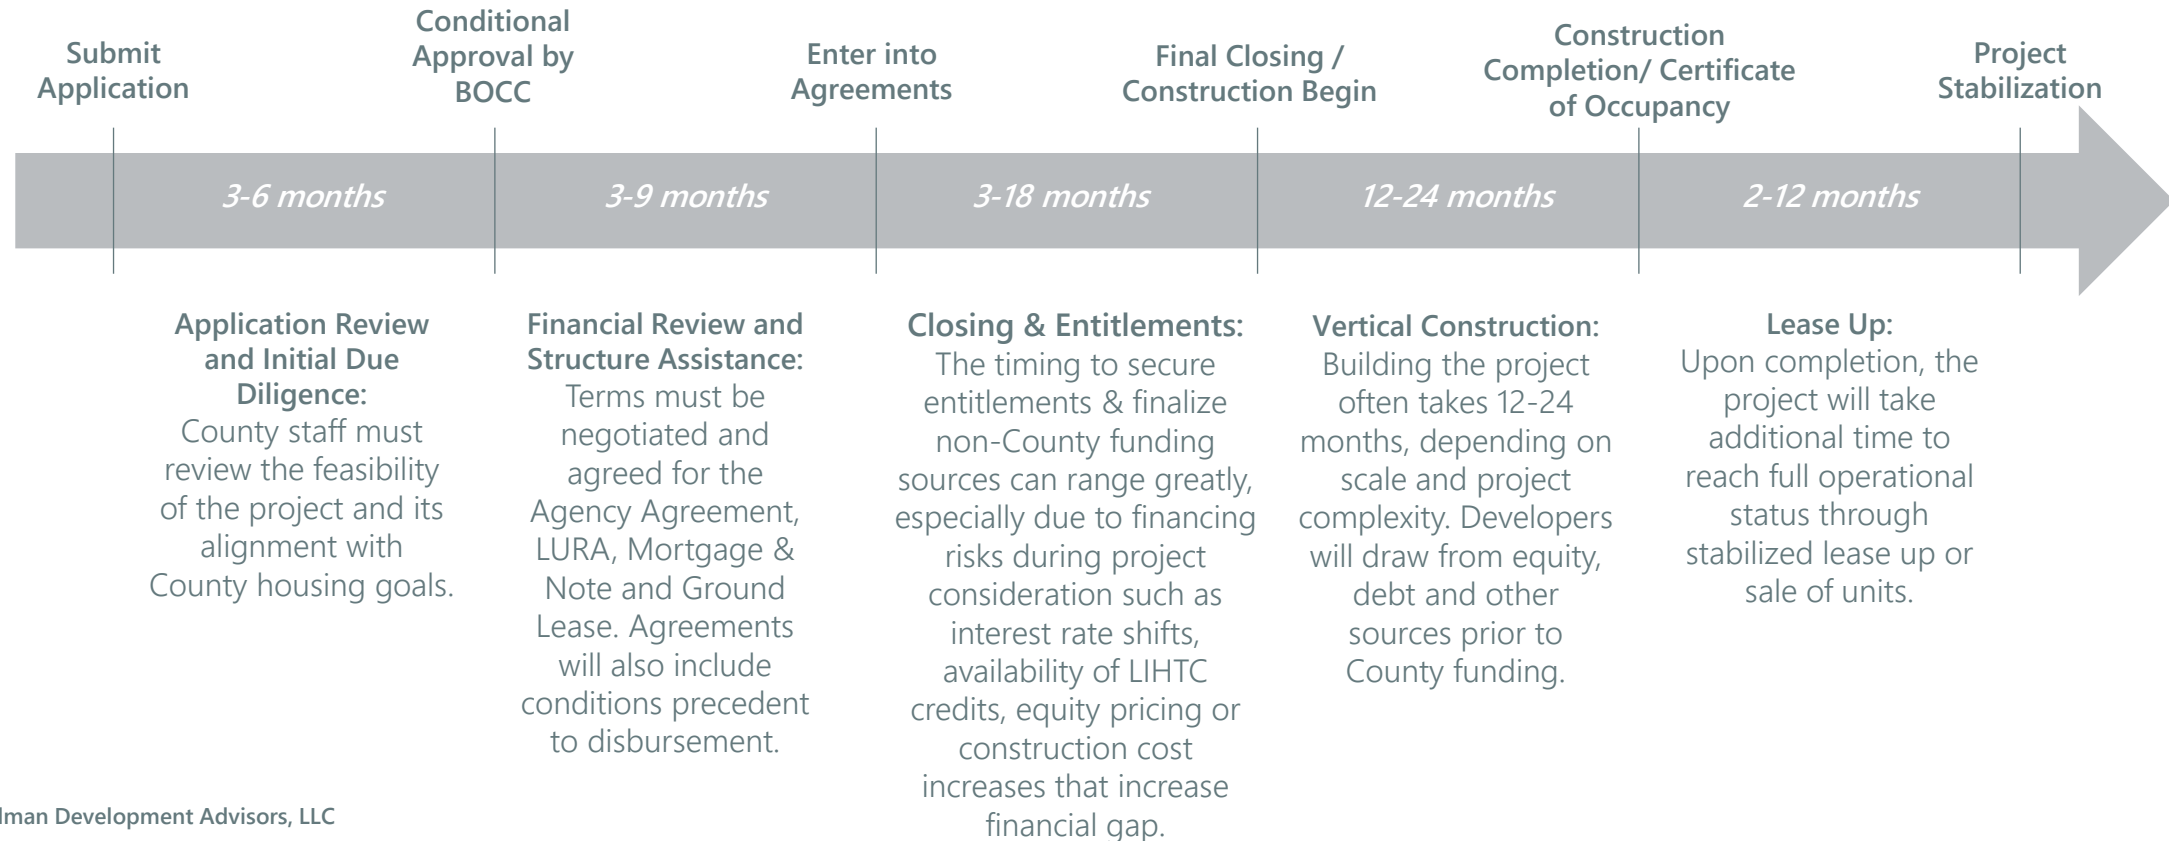 Submit
Application
Conditional
Approval by
BOCC
Enter into
Agreements
Final Closing /
Construction Begin
Construction
Completion/ Certificate
of Occupancy
Project
Stabilization
3-6 months
3-9 months
3-18 months
12-24 months
2-12 months
Application Review
and Initial Due
Diligence:
County staff must
review the feasibility
of the project and its
alignment with
County housing goals.
Financial Review and
Structure Assistance:
Terms must be
negotiated and
agreed for the
Agency Agreement,
LURA, Mortgage &
Note and Ground
Lease. Agreements
will also include
conditions precedent
to disbursement.
Closing & Entitlements:
The timing to secure
entitlements & finalize
non-County funding
sources can range greatly,
especially due to financing
risks during project
consideration such as
interest rate shifts,
availability of LIHTC
credits, equity pricing or
construction cost
increases that increase
financial gap.
Vertical Construction:
Building the project
often takes 12-24
months, depending on
scale and project
complexity. Developers
will draw from equity,
debt and other
sources prior to
County funding.
Lease Up:
Upon completion, the
project will take
additional time to
reach full operational
status through
stabilized lease up or
sale of units.
Development Advisors, LLC